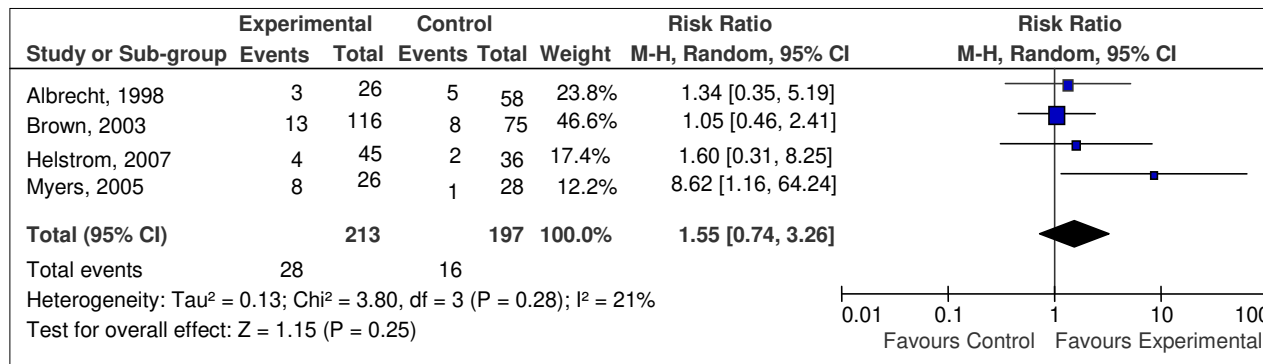 Experimental Control Risk Ratio Risk Ratio
Study or Sub-group Events Total Events Total Weight M-H, Random, 95% CI M-H, Random, 95% CI
Albrecht, 1998 3 26 5 58 23.8% 1.34 [0.35, 5.19]
Brown, 2003 13 116 8 75 46.6% 1.05 [0.46, 2.41]
Helstrom, 2007 4 45 2 36 17.4% 1.60 [0.31, 8.25]
Myers, 2005 8 26 1 28 12.2% 8.62 [1.16, 64.24]
Total (95% CI) 213 197 100.0% 1.55 [0.74, 3.26]
Total events 28 16
Heterogeneity: Tau² = 0.13; Chi² = 3.80, df = 3 (P = 0.28); I² = 21%
Test for overall effect: Z = 1.15 (P = 0.25)
0.01 0.1 1 10 100
Favours Control Favours Experimental